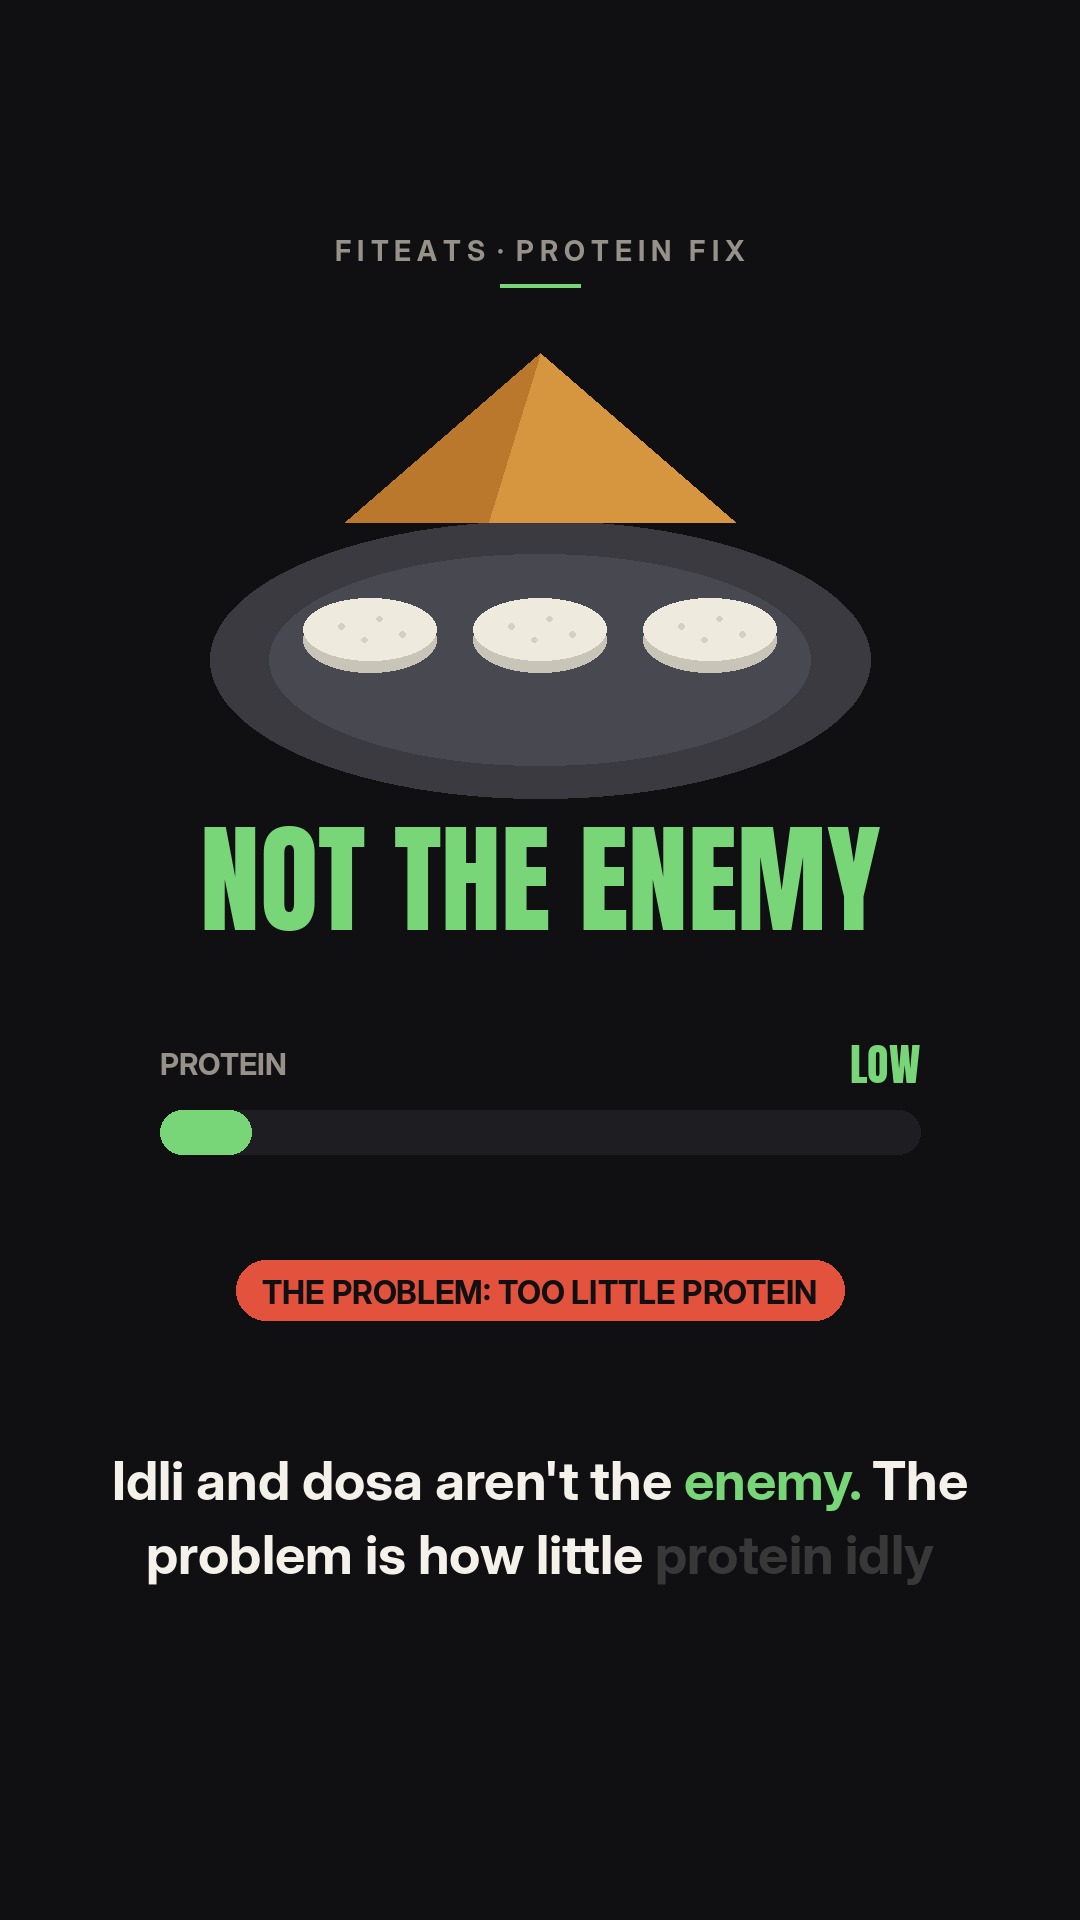 FITEATS · PROTEIN FIX
NOT THE ENEMY
PROTEIN
LOW
THE PROBLEM: TOO LITTLE PROTEIN
Idli and dosa aren't the enemy. The
problem is how little protein idly